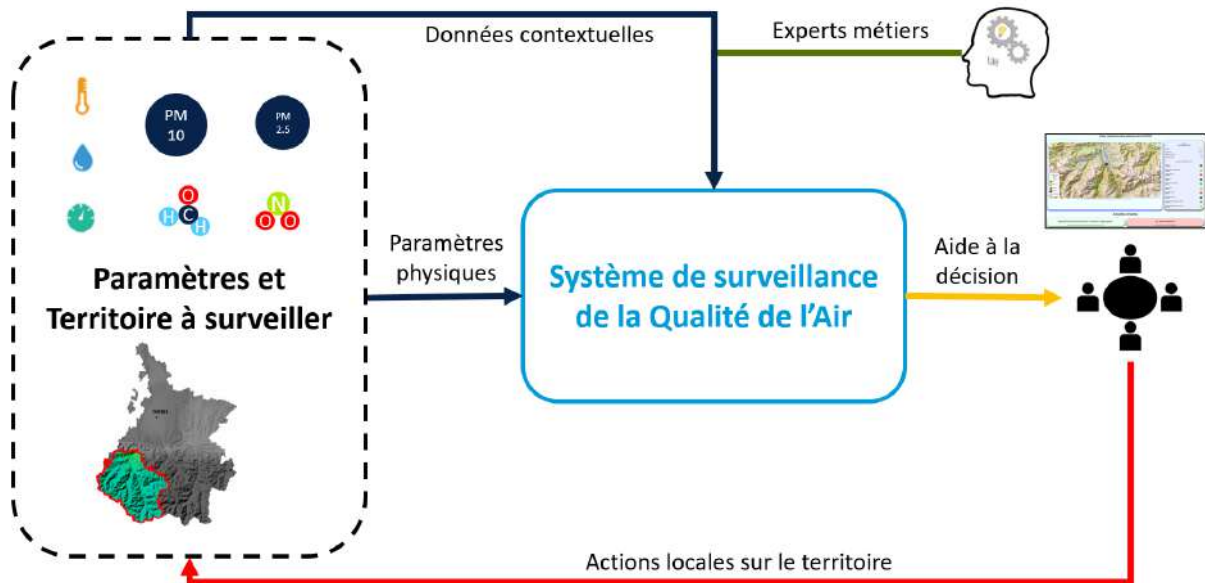 Données contextuelles
Experts métiers
PM
10
PM
2.5
O
H
C
H
N
O
O
Paramètres
physiques
Système de surveillance
de la Qualité de l'Air
Aide à la
décision
Paramètres et
Territoire à surveiller
Actions locales sur le territoire